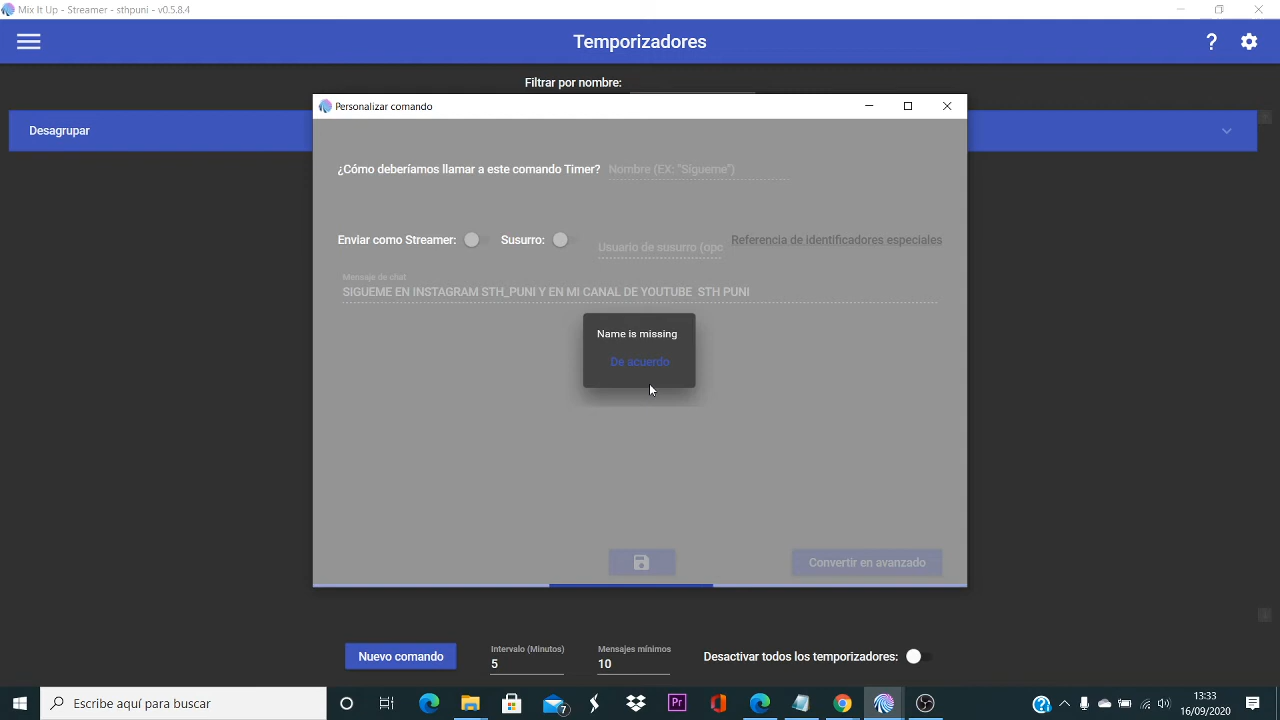 Mix It Up - Streamer - sthpuni - v0.5.8.4
Temporizadores
?
Filtrar por nombre:
Personalizar comando
Desagrupar
¿Cómo deberíamos llamar a este comando Timer? Nombre (EX: "Sígueme")
Enviar como Streamer: Susurro: Usuario de susurro (opc Referencia de identificadores especiales
Mensaje de chat
SIGUEME EN INSTAGRAM STH_PUNI Y EN MI CANAL DE YOUTUBE STH PUNI
Name is missing
De acuerdo
Convertir en avanzado
Nuevo comando
Intervalo (Minutos)
5
Mensajes mínimos
10
Desactivar todos los temporizadores:
Escribe aquí para buscar
7
Pr
13:33
16/09/2020